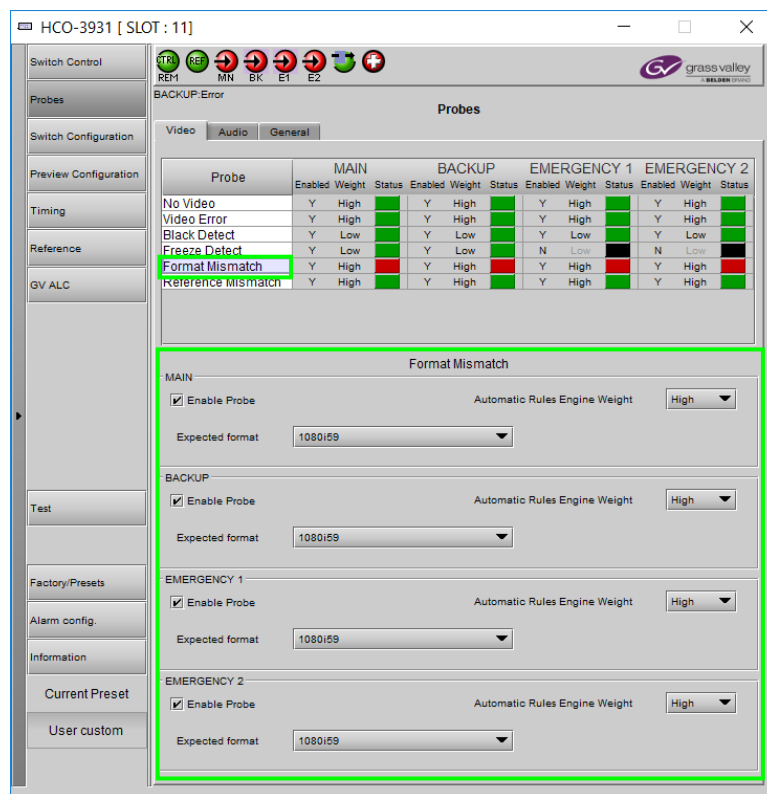 HCO-3931 [ SLOT : 11]
Switch Control
Probes
Switch Configuration
Preview Configuration
Timing
Reference
GV ALC
Test
Factory/Presets
Alarm config.
Information
Current Preset
User custom
CTRL REF
REM MN BK E1 E2
GV grass valley
A BELDEN BRAND
BACKUP:Error
Probes
Video Audio General
Probe MAIN BACKUP EMERGENCY 1 EMERGENCY 2
Enabled Weight Status Enabled Weight Status Enabled Weight Status Enabled Weight Status
No Video Y High Y High Y High Y High
Video Error Y High Y High Y High Y High
Black Detect Y Low Y Low Y Low Y Low
Freeze Detect Y Low Y Low N Low N Low
Format Mismatch Y High Y High Y High Y High
Reference Mismatch Y High Y High Y High Y High
Format Mismatch
MAIN
Enable Probe Automatic Rules Engine Weight High
Expected format 1080i59
BACKUP
Enable Probe Automatic Rules Engine Weight High
Expected format 1080i59
EMERGENCY 1
Enable Probe Automatic Rules Engine Weight High
Expected format 1080i59
EMERGENCY 2
Enable Probe Automatic Rules Engine Weight High
Expected format 1080i59